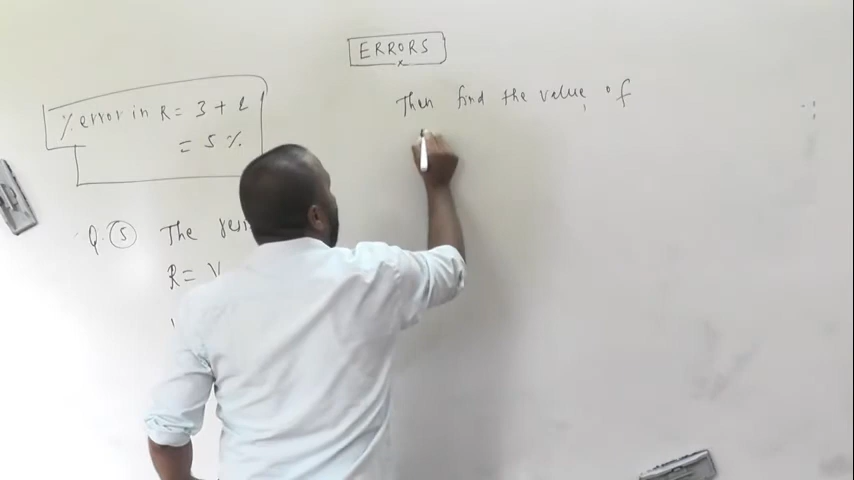 ERRORS
% error in R = 3 + 2
= 5 %
Then find the value of
Q. 5 The
R = V